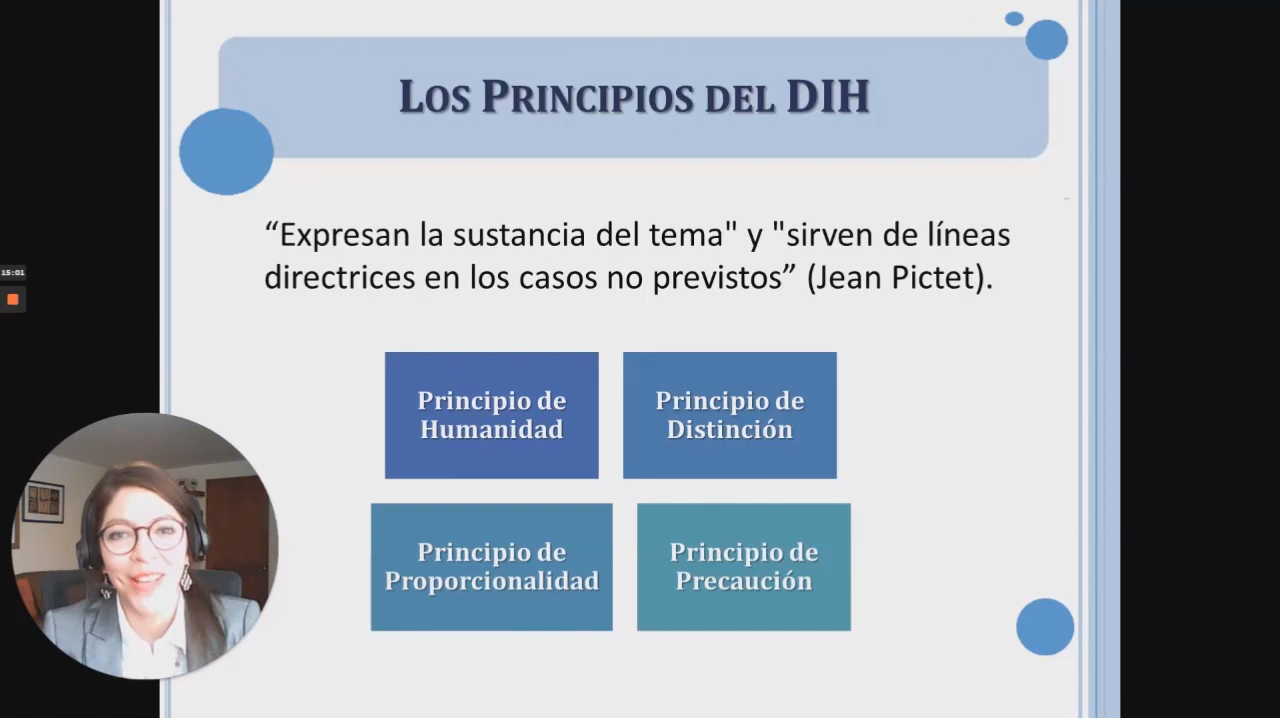 LOS PRINCIPIOS DEL DIH
“Expresan la sustancia del tema" y "sirven de líneas
directrices en los casos no previstos” (Jean Pictet).
Principio de
Humanidad
Principio de
Distinción
15:01
Principio de
Proporcionalidad
Principio de
Precaución